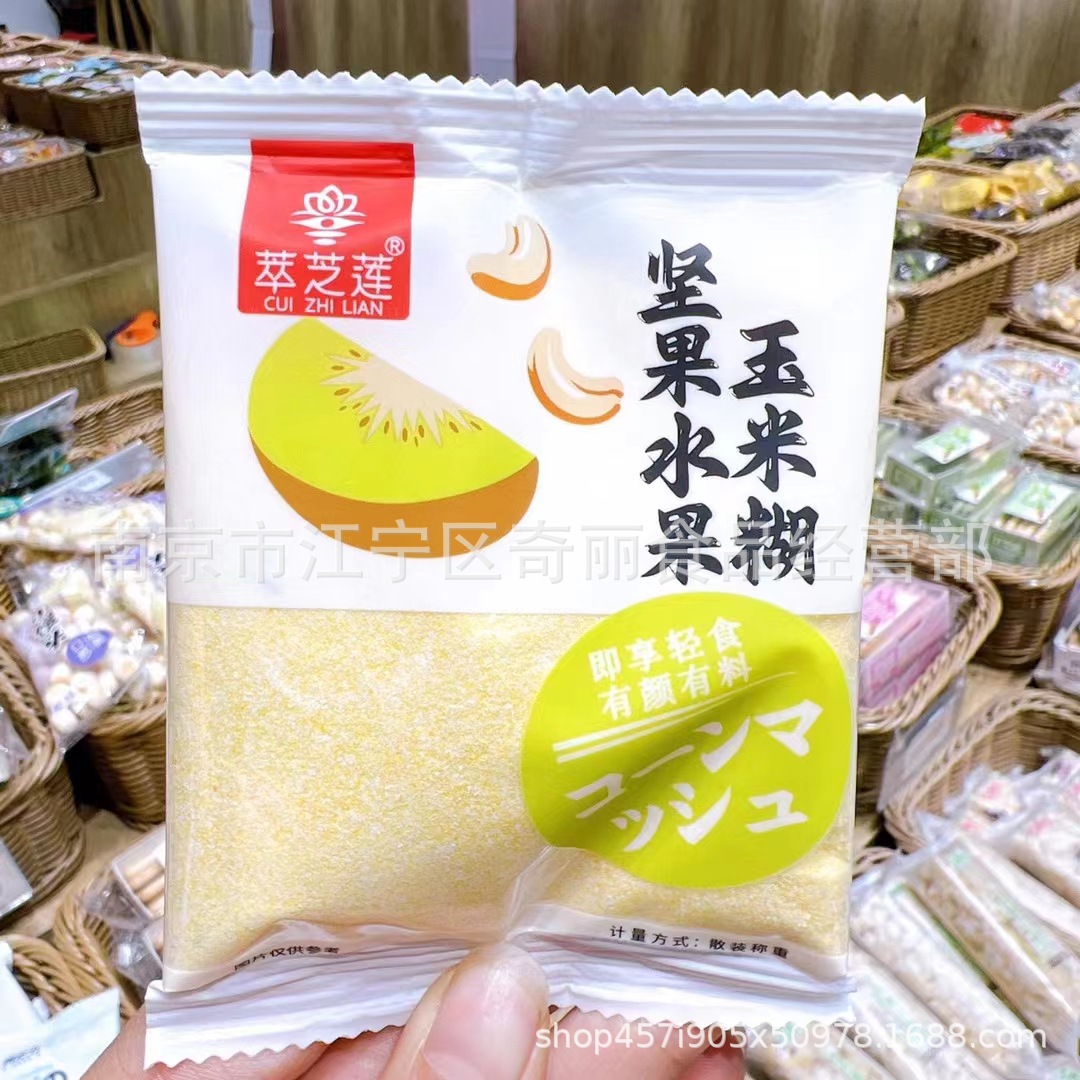 萃芝莲®
CUI ZHI LIAN
坚果水果
玉米糊
南京市江宁区奇丽食品经营部
即享轻食
有颜有料
コーンマ
ッシュ
计量方式：散装称重
图片仅供参考
shop4571905x50978.1688.com